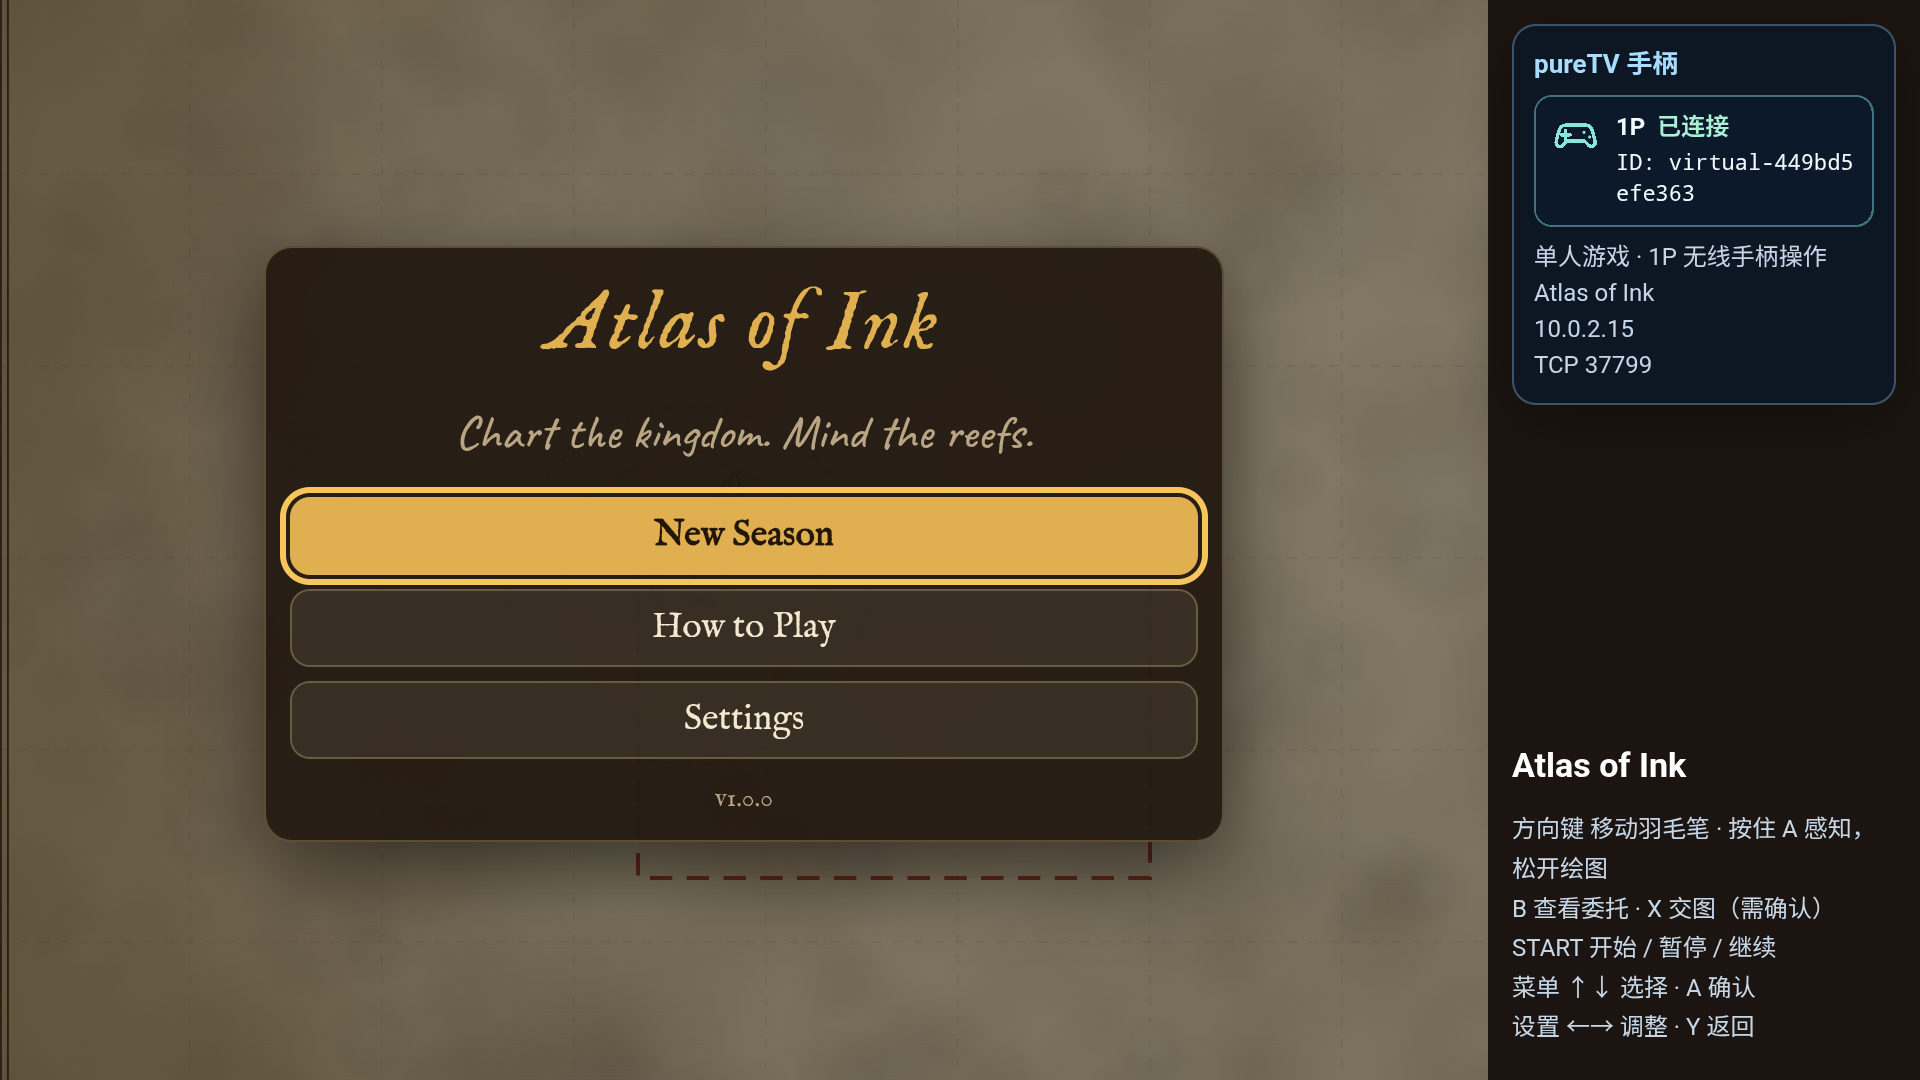 Atlas of Ink
Chart the kingdom. Mind the reefs.
New Season
How to Play
Settings
v1.0.0
pureTV 手柄
1P 已连接
ID: virtual-449bd5
efe363
单人游戏 · 1P 无线手柄操作
Atlas of Ink
10.0.2.15
TCP 37799
Atlas of Ink
方向键 移动羽毛笔 · 按住 A 感知，
松开绘图
B 查看委托 · X 交图（需确认）
START 开始 / 暂停 / 继续
菜单 ↑↓ 选择 · A 确认
设置 ←→ 调整 · Y 返回